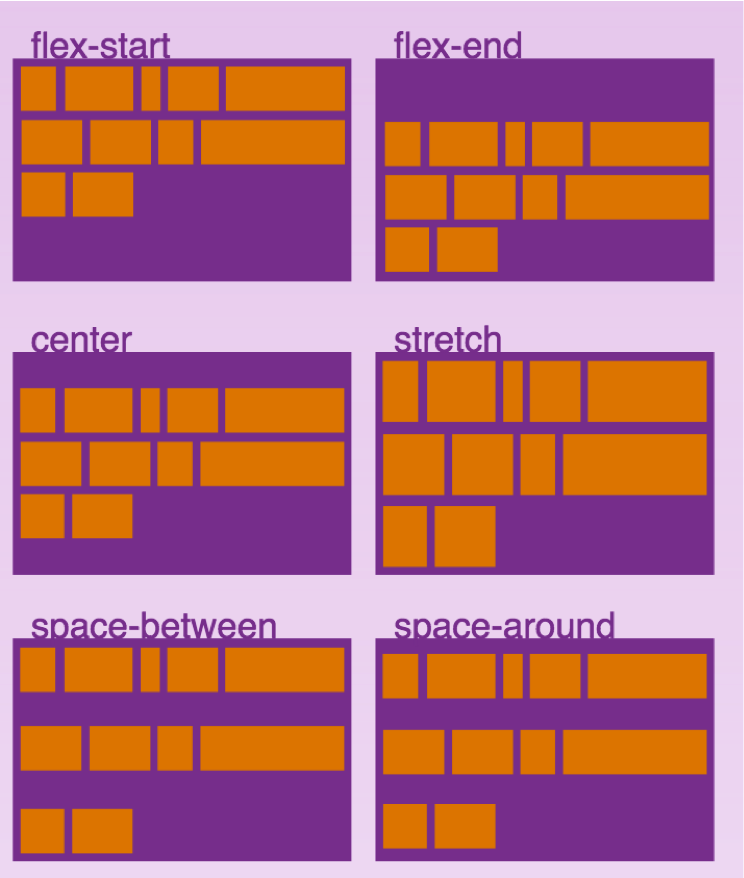 flex-start
flex-end
center
stretch
space-between
space-around